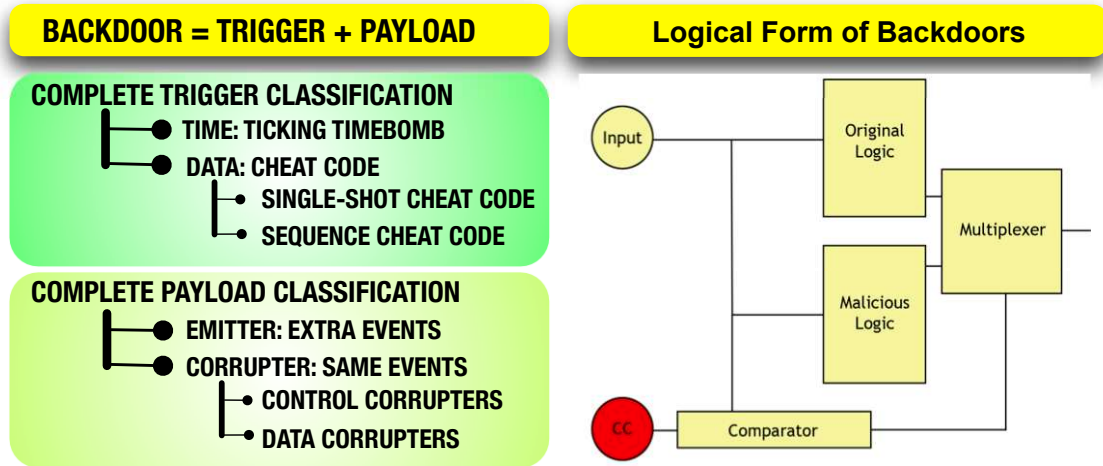 BACKDOOR = TRIGGER + PAYLOAD
COMPLETE TRIGGER CLASSIFICATION
TIME: TICKING TIMEBOMB
DATA: CHEAT CODE
SINGLE-SHOT CHEAT CODE
SEQUENCE CHEAT CODE
COMPLETE PAYLOAD CLASSIFICATION
EMITTER: EXTRA EVENTS
CORRUPTER: SAME EVENTS
CONTROL CORRUPTERS
DATA CORRUPTERS
Logical Form of Backdoors
Input
Original
Logic
Multiplexer
Malicious
Logic
CC
Comparator